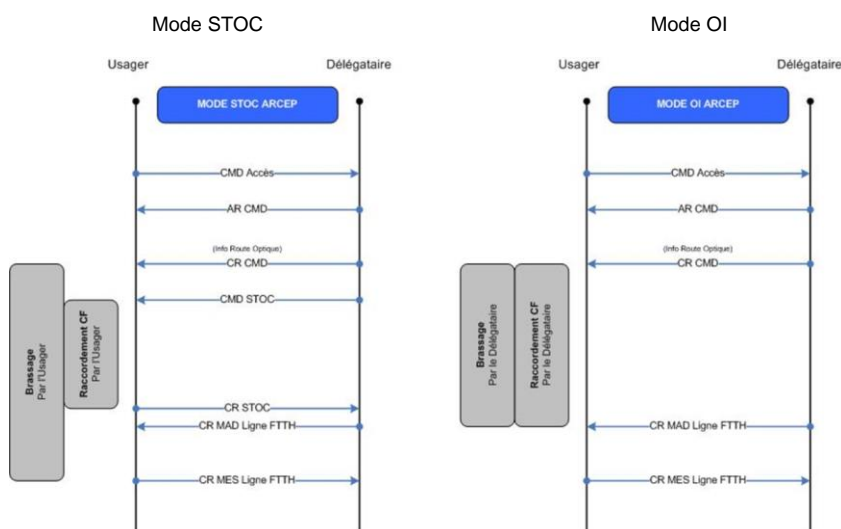 Mode STOC
Usager
Délégataire
MODE STOC ARCEP
CMD Accès
AR CMD
(Info Route Optique)
CR CMD
CMD STOC
Brassage
Par l'Usager
Raccordement CF
Par l'Usager
CR STOC
CR MAD Ligne FTTH
CR MES Ligne FTTH
Mode OI
Usager
Délégataire
MODE OI ARCEP
CMD Accès
AR CMD
(Info Route Optique)
CR CMD
Brassage
Par le Délégataire
Raccordement CF
Par le Délégataire
CR MAD Ligne FTTH
CR MES Ligne FTTH